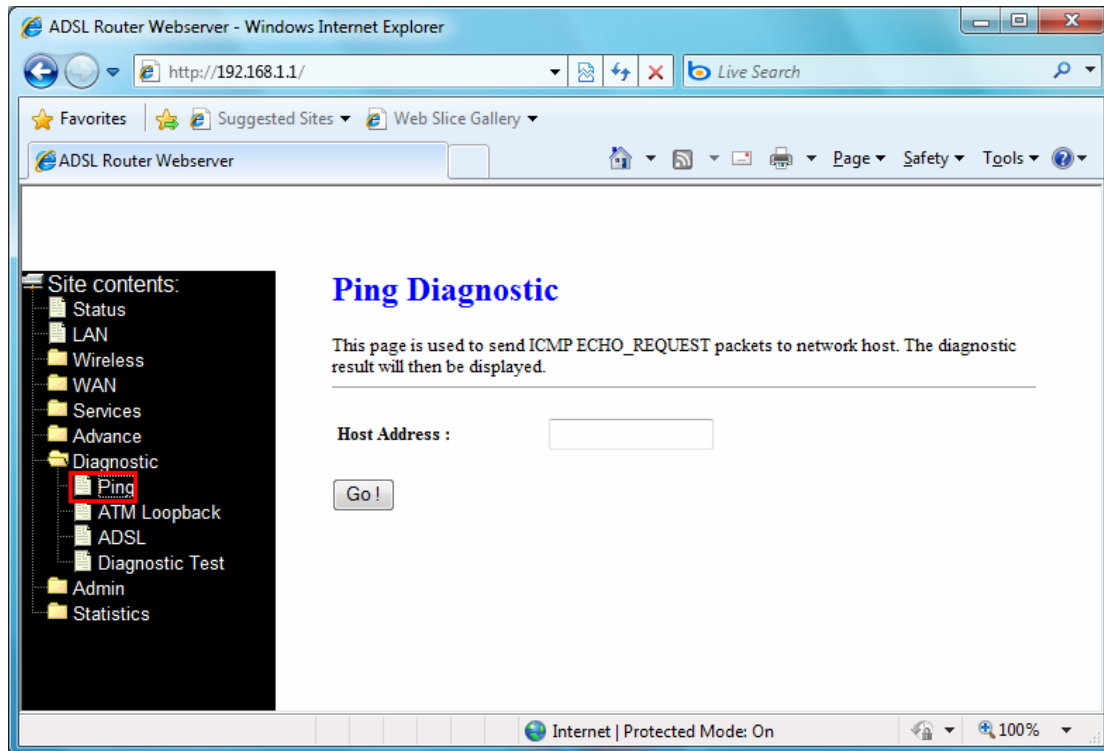 ADSL Router Webserver - Windows Internet Explorer
http://192.168.1.1/
Live Search
Favorites
Suggested Sites
Web Slice Gallery
ADSL Router Webserver
Page
Safety
Tools
Site contents:
Status
LAN
Wireless
WAN
Services
Advance
Diagnostic
Ping
ATM Loopback
ADSL
Diagnostic Test
Admin
Statistics
Ping Diagnostic
This page is used to send ICMP ECHO_REQUEST packets to network host. The diagnostic
result will then be displayed.
Host Address :
Go !
Internet | Protected Mode: On
100%